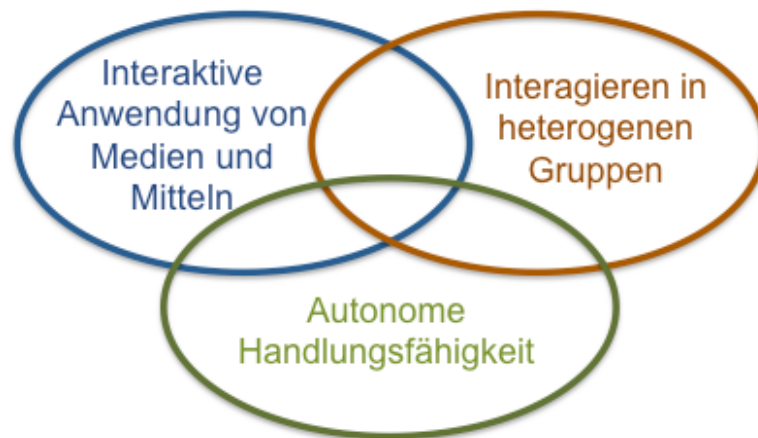 Interaktive
Anwendung von
Medien und
Mitteln
Interagieren in
heterogenen
Gruppen
Autonome
Handlungsfähigkeit